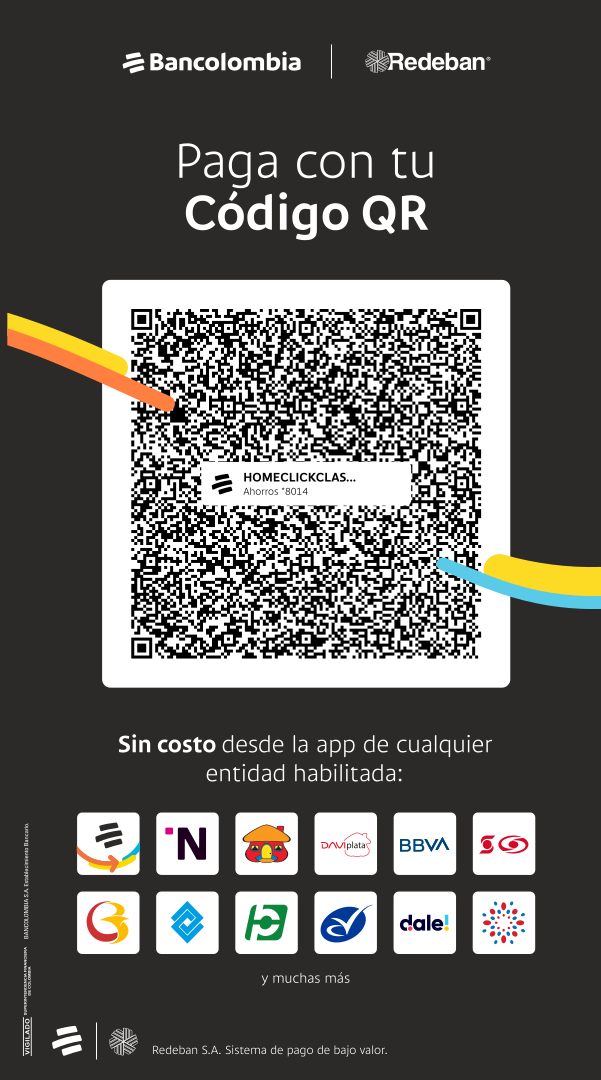 Bancolombia
Redeban®
Paga con tu
Código QR
HOMECLICKCLAS...
Ahorros *8014
Sin costo desde la app de cualquier
entidad habilitada:
N
DAVIplata
BBVA
dale!
y muchas más
BANCOLOMBIA S.A. Establecimiento Bancario.
VIGILADO
SUPERINTENDENCIA FINANCIERA
DE COLOMBIA
Redeban S.A. Sistema de pago de bajo valor.